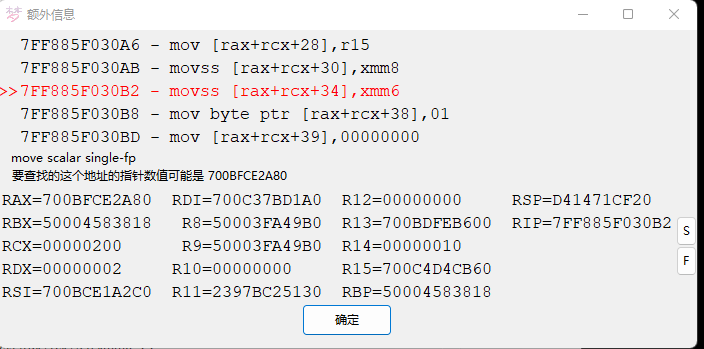 梦 额外信息
7FF885F030A6 - mov [rax+rcx+28],r15
7FF885F030AB - movss [rax+rcx+30],xmm8
>>7FF885F030B2 - movss [rax+rcx+34],xmm6
7FF885F030B8 - mov byte ptr [rax+rcx+38],01
7FF885F030BD - mov [rax+rcx+39],00000000
move scalar single-fp
要查找的这个地址的指针数值可能是 700BFCE2A80
RAX=700BFCE2A80 RDI=700C37BD1A0 R12=00000000 RSP=D41471CF20
RBX=50004583818 R8=50003FA49B0 R13=700BDFEB600 RIP=7FF885F030B2
RCX=00000200 R9=50003FA49B0 R14=00000010
RDX=00000002 R10=00000000 R15=700C4D4CB60
RSI=700BCE1A2C0 R11=2397BC25130 RBP=50004583818
S
F
确定